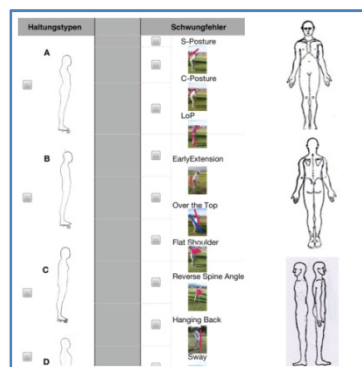 Haltungstypen
Schwungfehler
A
B
C
D
S-Posture
C-Posture
LoP
EarlyExtension
Over the Top
Flat Shoulder
Reverse Spine Angle
Hanging Back
Sway